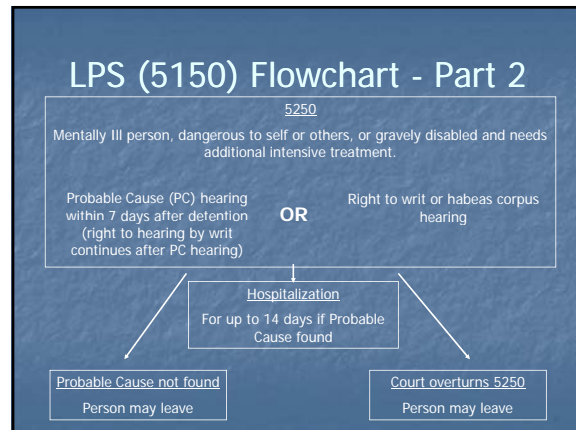 LPS (5150) Flowchart - Part 2
5250
Mentally Ill person, dangerous to self or others, or gravely disabled and needs
additional intensive treatment.
Probable Cause (PC) hearing
within 7 days after detention
(right to hearing by writ
continues after PC hearing)
OR
Right to writ or habeas corpus
hearing
Hospitalization
For up to 14 days if Probable
Cause found
Probable Cause not found
Person may leave
Court overturns 5250
Person may leave